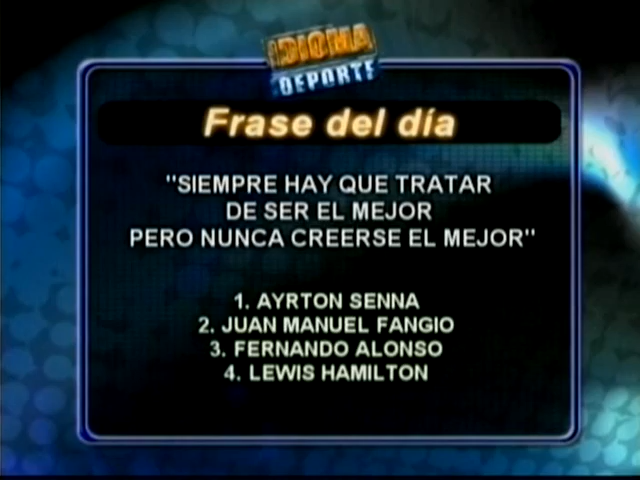 IDIOMA
DEPORTE
Frase del día
"SIEMPRE HAY QUE TRATAR
DE SER EL MEJOR
PERO NUNCA CREERSE EL MEJOR"
1. AYRTON SENNA
2. JUAN MANUEL FANGIO
3. FERNANDO ALONSO
4. LEWIS HAMILTON